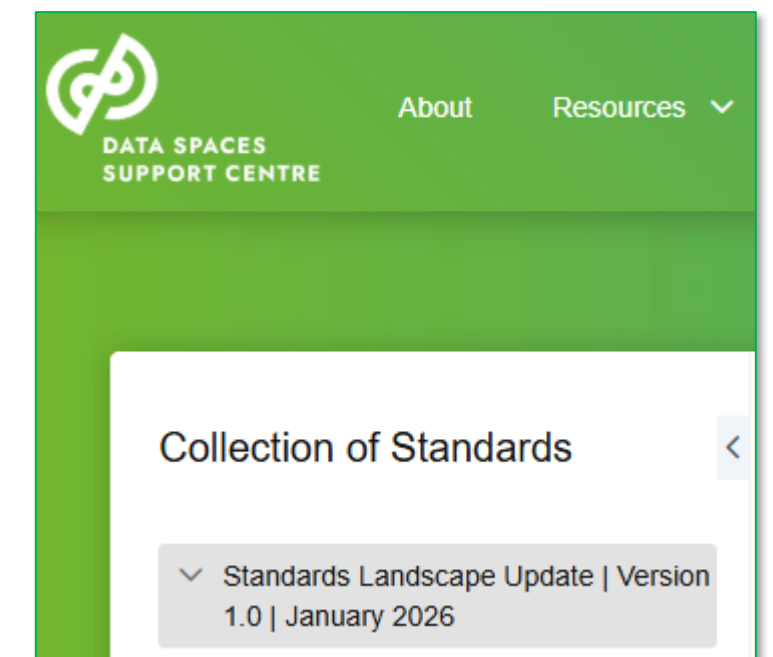 DATA SPACES
SUPPORT CENTRE
About
Resources
Collection of Standards
Standards Landscape Update | Version
1.0 | January 2026